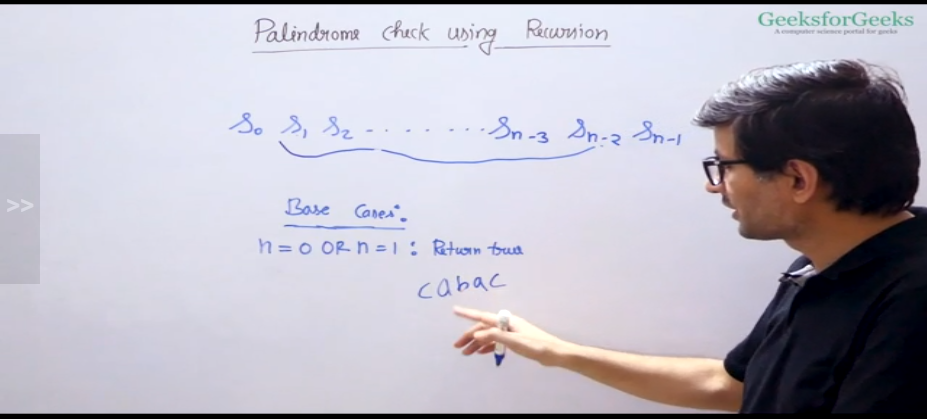 Palindrome check using Recursion
GeeksforGeeks
A computer science portal for geeks
S₀ S₁ S₂ - . . . . . . Sn-3 Sn-2 Sn-1
>>
Base Cases:
n = 0 OR n = 1 : Return true
cabac